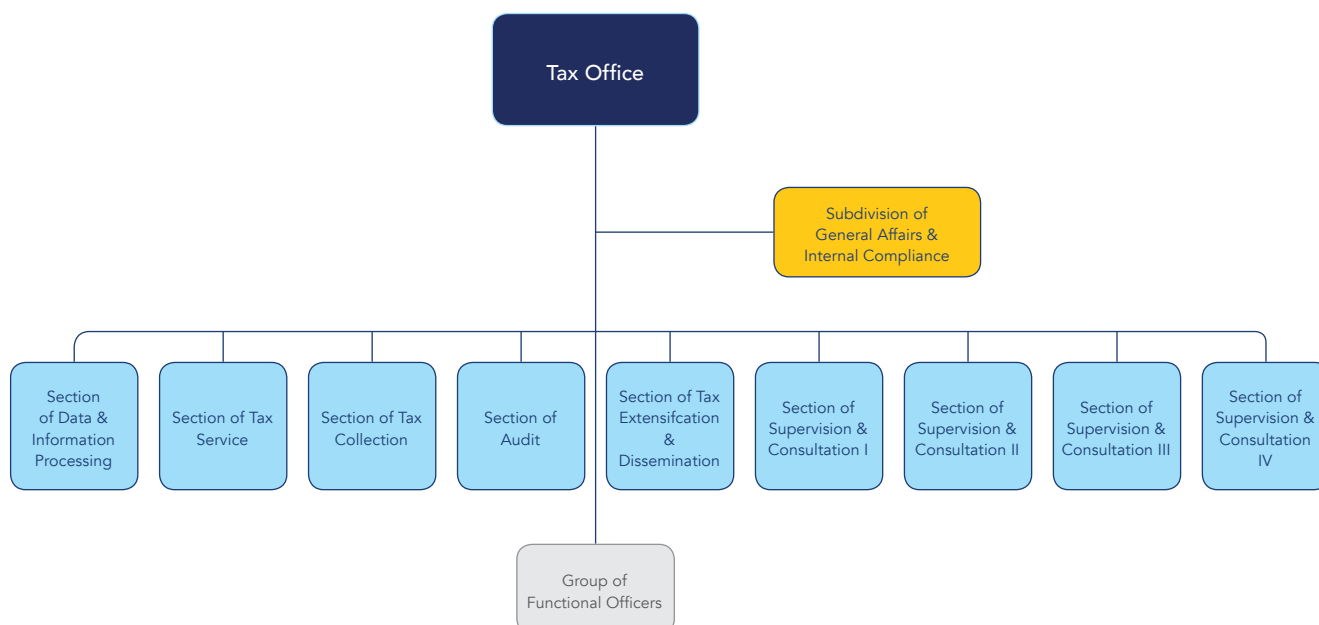 Tax Office
Subdivision of
General Affairs &
Internal Compliance
Section
of Data &
Information
Processing
Section of Tax
Service
Section of Tax
Collection
Section of
Audit
Section of Tax
Extensifcation
&
Dissemination
Section of
Supervision &
Consultation I
Section of
Supervision &
Consultation II
Section of
Supervision &
Consultation III
Section of
Supervision &
Consultation
IV
Group of
Functional Officers